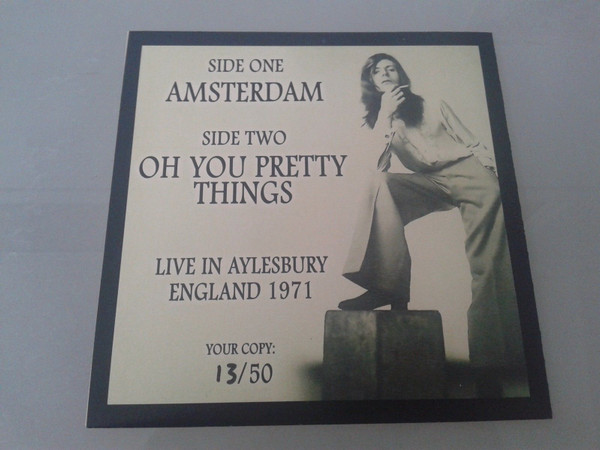 SIDE ONE
AMSTERDAM
SIDE TWO
OH YOU PRETTY
THINGS
LIVE IN AYLESBURY
ENGLAND 1971
YOUR COPY:
13/50